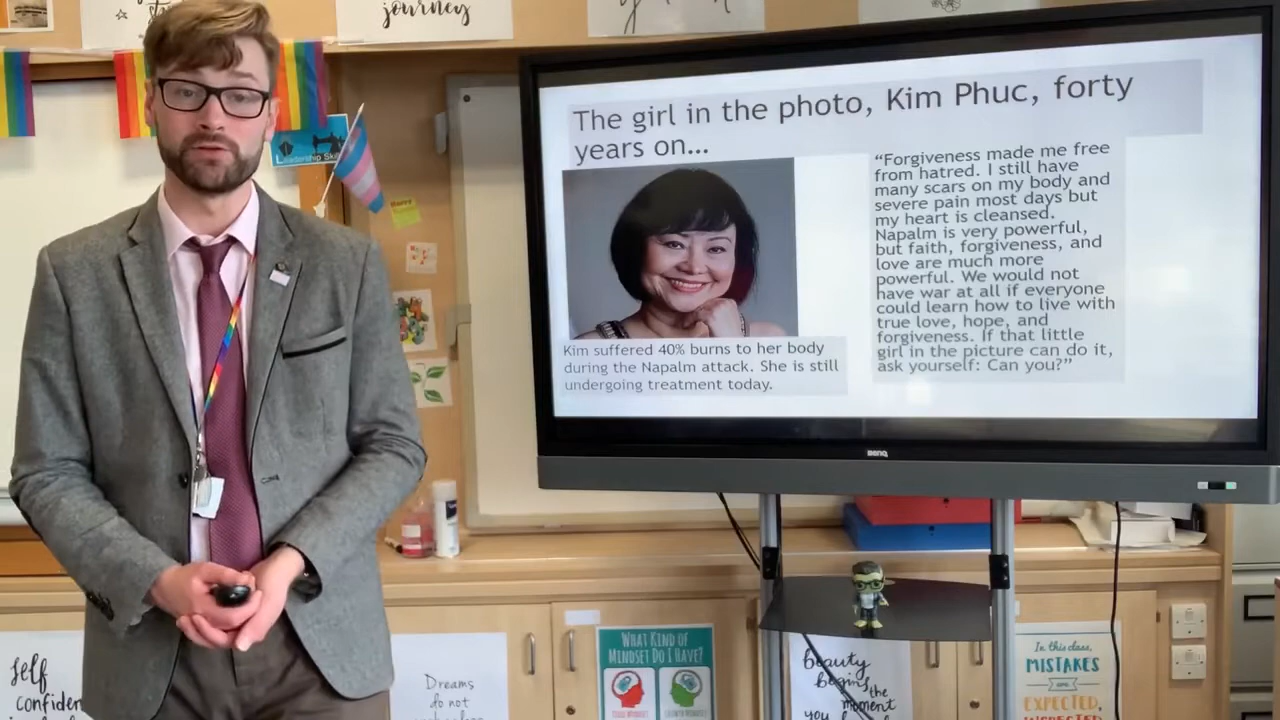 journey
Leadership Skil
The girl in the photo, Kim Phuc, forty
years on...
“Forgiveness made me free
from hatred. I still have
many scars on my body and
severe pain most days but
my heart is cleansed.
Napalm is very powerful,
but faith, forgiveness, and
love are much more
powerful. We would not
have war at all if everyone
could learn how to live with
true love, hope, and
forgiveness. If that little
girl in the picture can do it,
ask yourself: Can you?”
Kim suffered 40% burns to her body
during the Napalm attack. She is still
undergoing treatment today.
BenQ
Self
confiden
Dreams
do not
WHAT KIND OF
MINDSET DO I HAVE?
beauty
begins
the
moment
you
In this class,
MISTAKES
are
EXPECTED,